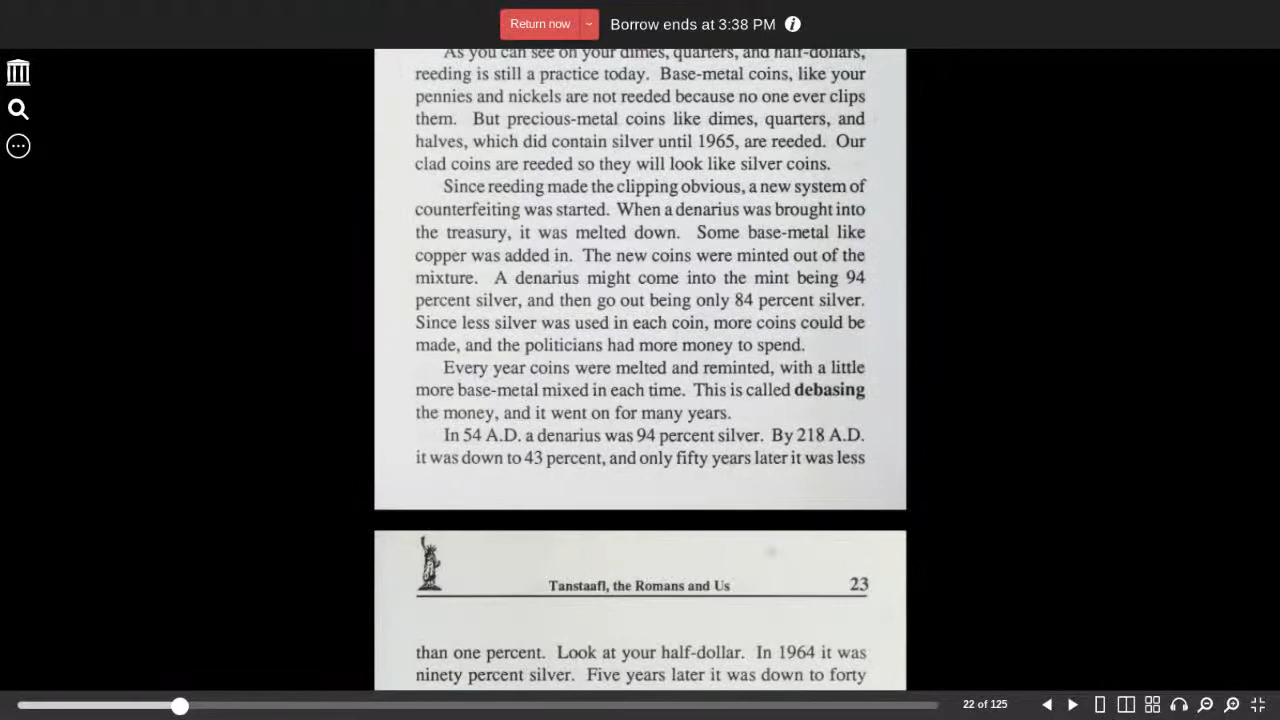 Return now
Borrow ends at 3:38 PM
As you can see on your dimes, quarters, and half-dollars,
reeding is still a practice today. Base-metal coins, like your
pennies and nickels are not reeded because no one ever clips
them. But precious-metal coins like dimes, quarters, and
halves, which did contain silver until 1965, are reeded. Our
clad coins are reeded so they will look like silver coins.
Since reeding made the clipping obvious, a new system of
counterfeiting was started. When a denarius was brought into
the treasury, it was melted down. Some base-metal like
copper was added in. The new coins were minted out of the
mixture. A denarius might come into the mint being 94
percent silver, and then go out being only 84 percent silver.
Since less silver was used in each coin, more coins could be
made, and the politicians had more money to spend.
Every year coins were melted and reminted, with a little
more base-metal mixed in each time. This is called debasing
the money, and it went on for many years.
In 54 A.D. a denarius was 94 percent silver. By 218 A.D.
it was down to 43 percent, and only fifty years later it was less
Tanstaafl, the Romans and Us 23
than one percent. Look at your half-dollar. In 1964 it was
ninety percent silver. Five years later it was down to forty
22 of 125